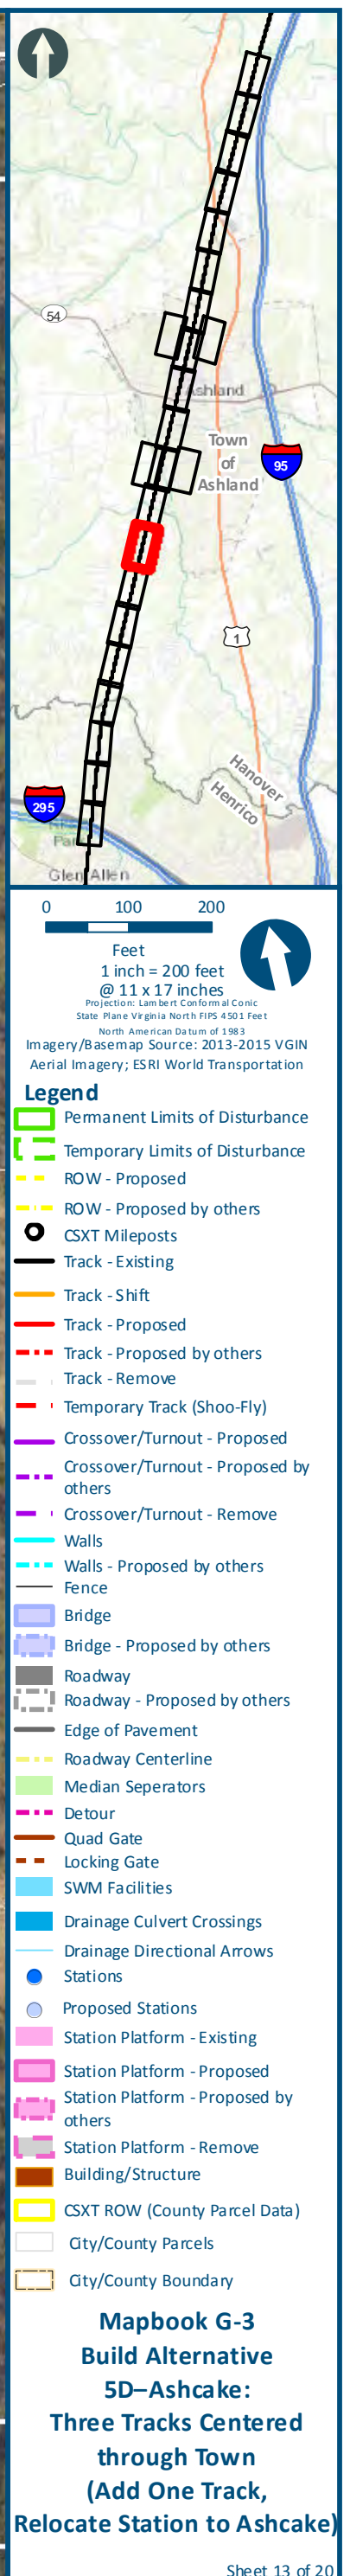 54
Ashland
Town
of
Ashland
95
1
Hanover
Henrico
295
Glen Allen
0 100 200
Feet
1 inch = 200 feet
@ 11 x 17 inches
Projection: Lambert Conformal Conic
State Plane Virginia North FIPS 4501 Feet
North American Datum of 1983
Imagery/Basemap Source: 2013-2015 VGIN
Aerial Imagery; ESRI World Transportation
Legend
Permanent Limits of Disturbance
Temporary Limits of Disturbance
ROW - Proposed
ROW - Proposed by others
CSXT Mileposts
Track - Existing
Track - Shift
Track - Proposed
Track - Proposed by others
Track - Remove
Temporary Track (Shoo-Fly)
Crossover/Turnout - Proposed
Crossover/Turnout - Proposed by
others
Crossover/Turnout - Remove
Walls
Walls - Proposed by others
Fence
Bridge
Bridge - Proposed by others
Roadway
Roadway - Proposed by others
Edge of Pavement
Roadway Centerline
Median Seperators
Detour
Quad Gate
Locking Gate
SWM Facilities
Drainage Culvert Crossings
Drainage Directional Arrows
Stations
Proposed Stations
Station Platform - Existing
Station Platform - Proposed
Station Platform - Proposed by
others
Station Platform - Remove
Building/Structure
CSXT ROW (County Parcel Data)
City/County Parcels
City/County Boundary
Mapbook G-3
Build Alternative
5D–Ashcake:
Three Tracks Centered
through Town
(Add One Track,
Relocate Station to Ashcake)
Sheet 13 of 20